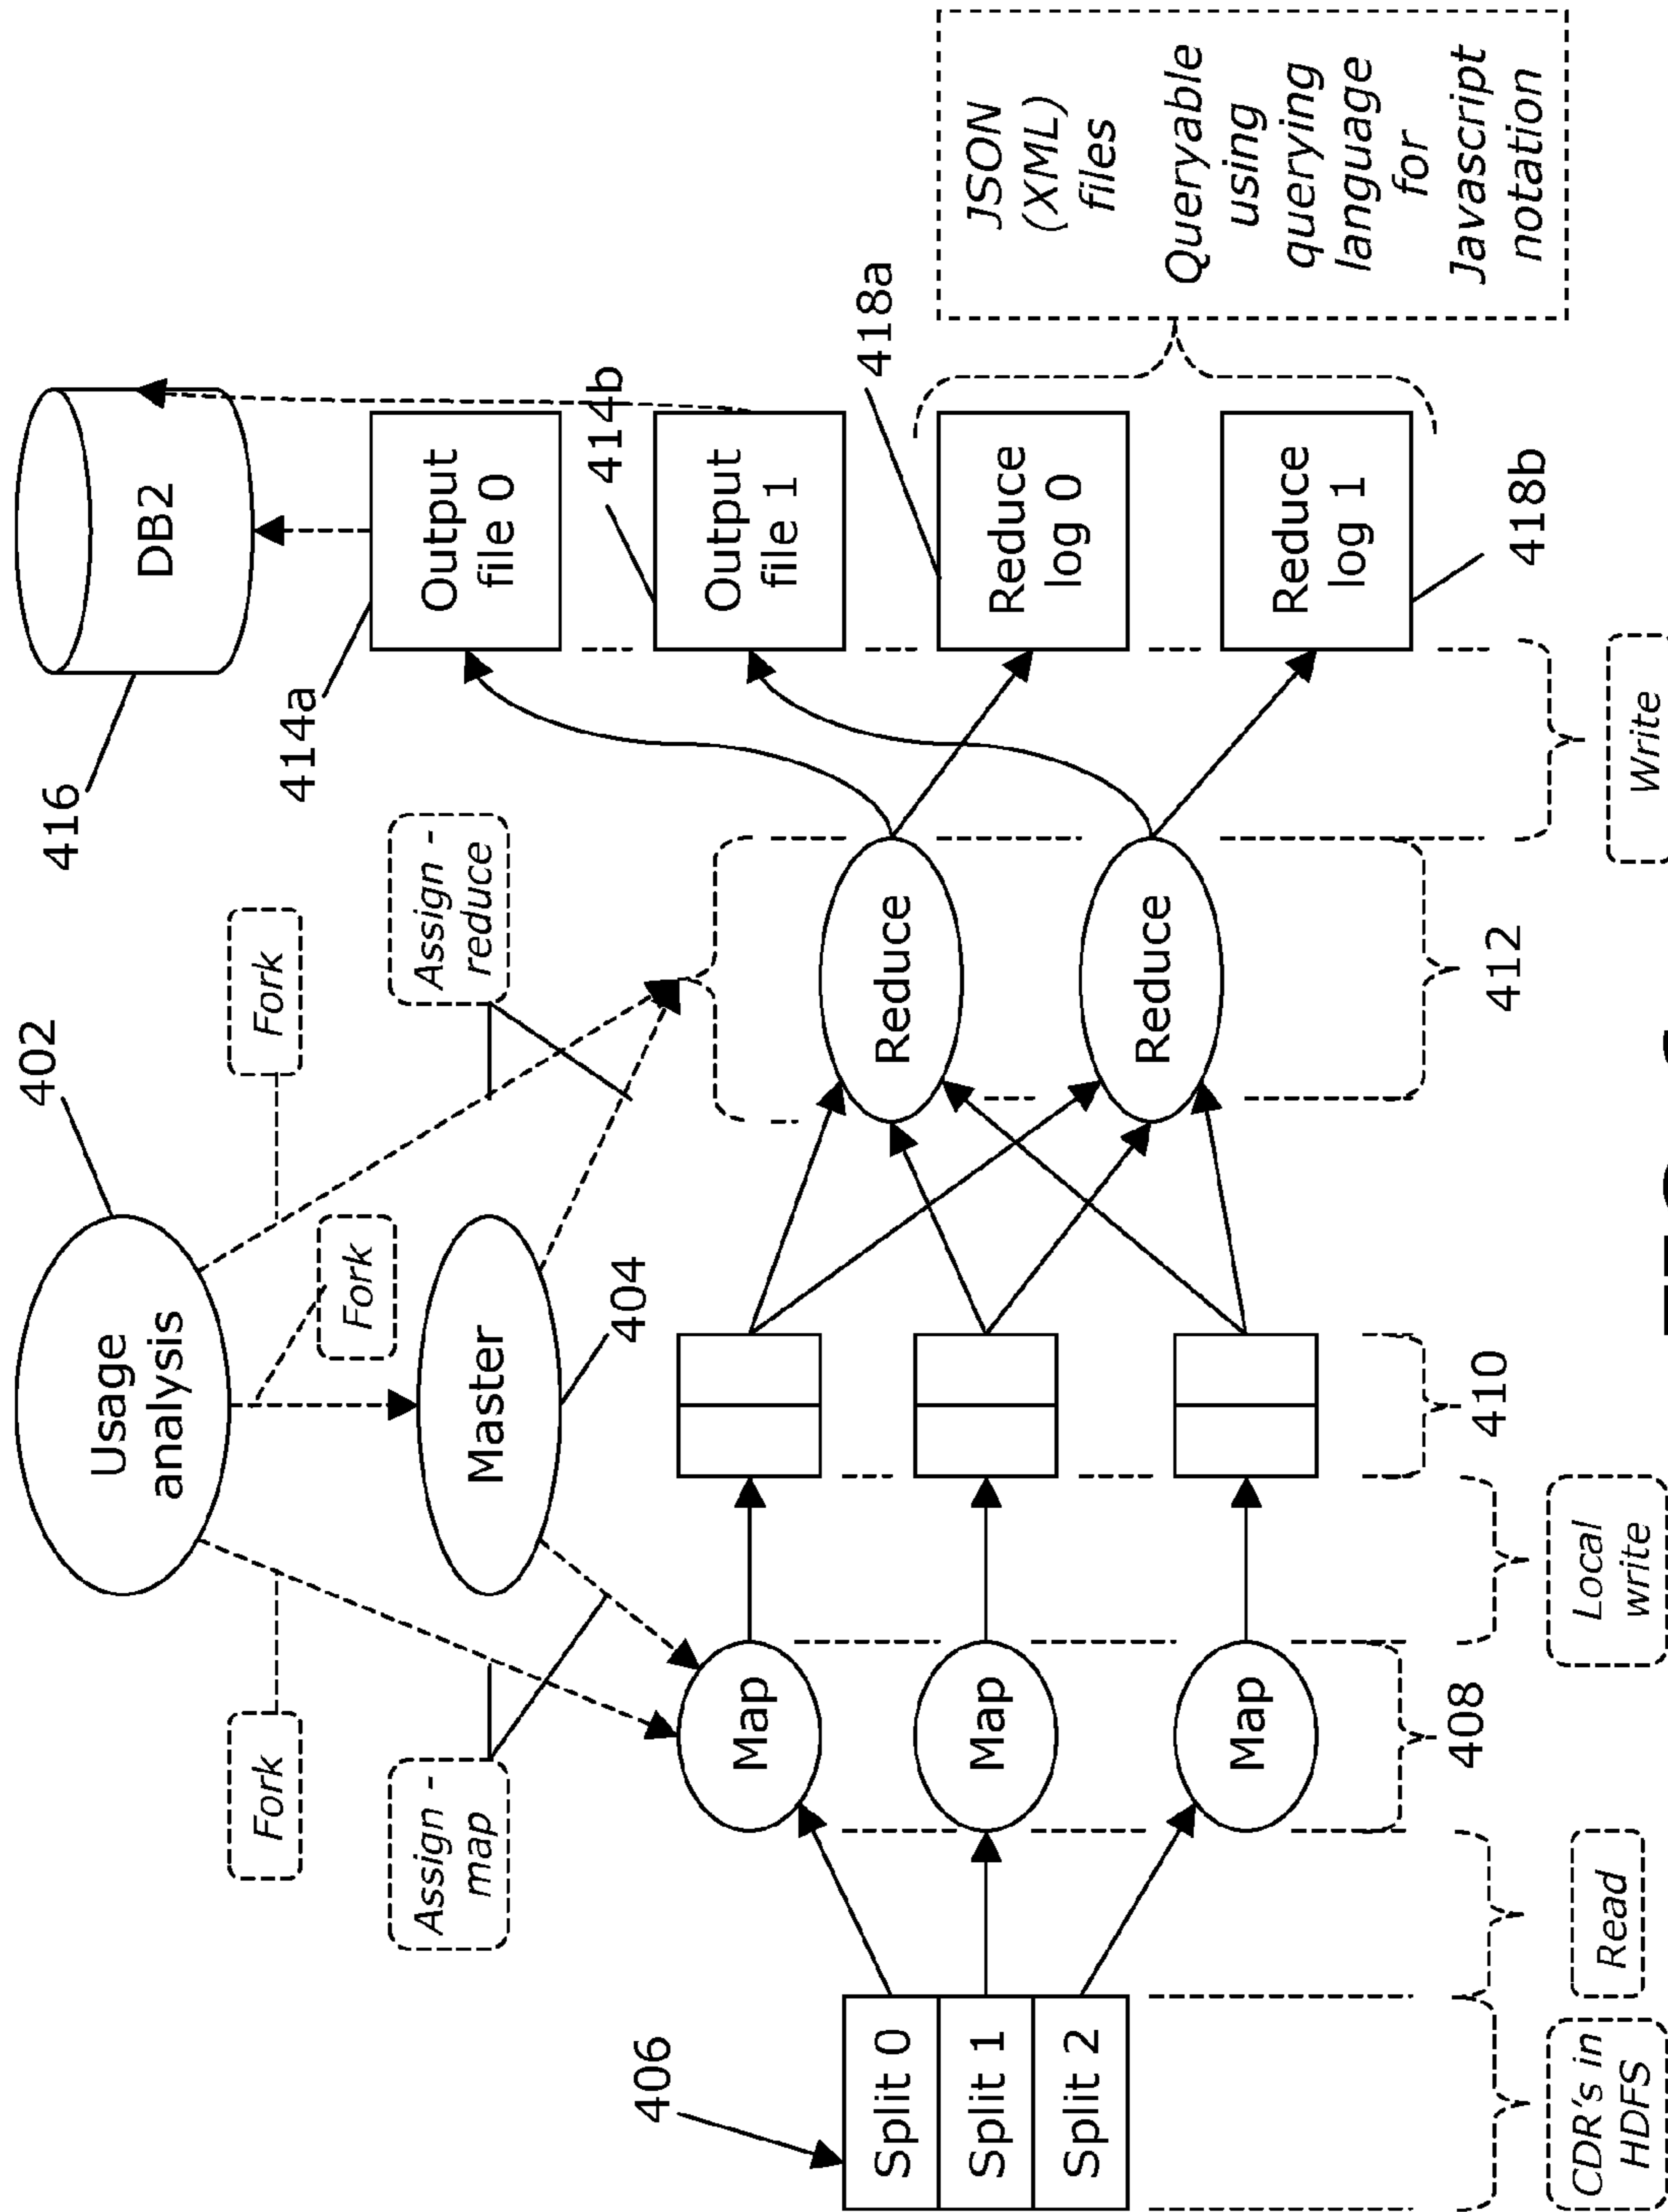 402
Usage
analysis
Fork
Fork
Fork
416
DB2
Master
404
Assign -
map
Assign -
reduce
414a
Output
file 0
414b
Output
file 1
406
Split 0
Split 1
Split 2
Map
Map
Map
Reduce
Reduce
418a
Reduce
log 0
Reduce
log 1
418b
JSON
(XML)
files
Queryable
using
querying
language
for
Javascript
notation
408
410
412
CDR's in
HDFS
Read
Local
write
Write